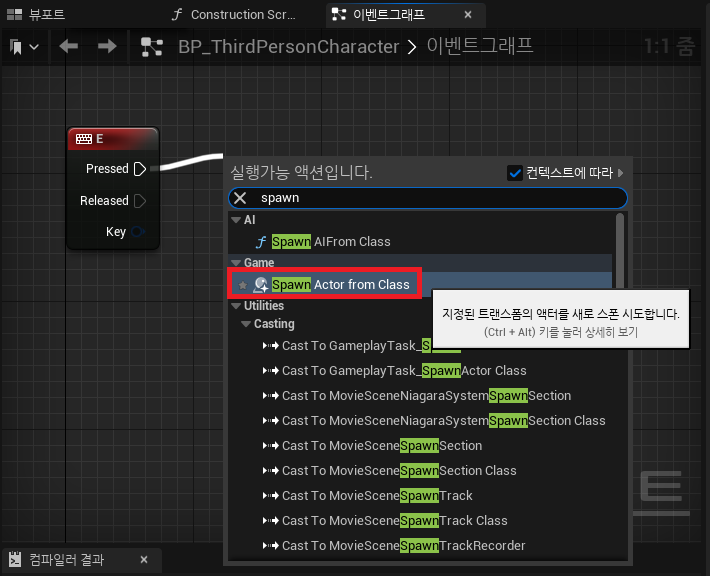 뷰포트
Construction Scr...
이벤트그래프
BP_ThirdPersonCharacter > 이벤트그래프
1:1 줌
E
Pressed
Released
Key
실행가능 액션입니다.
컨텍스트에 따라
spawn
AI
Spawn AIFrom Class
Game
Spawn Actor from Class
지정된 트랜스폼의 액터를 새로 스폰 시도합니다.
(Ctrl + Alt) 키를 눌러 상세히 보기
Utilities
Casting
Cast To GameplayTask_S
Cast To GameplayTask_SpawnActor Class
Cast To MovieSceneNiagaraSystemSpawnSection
Cast To MovieSceneNiagaraSystemSpawnSection Class
Cast To MovieSceneSpawnSection
Cast To MovieSceneSpawnSection Class
Cast To MovieSceneSpawnTrack
Cast To MovieSceneSpawnTrack Class
Cast To MovieSceneSpawnTrackRecorder
컴파일러 결과